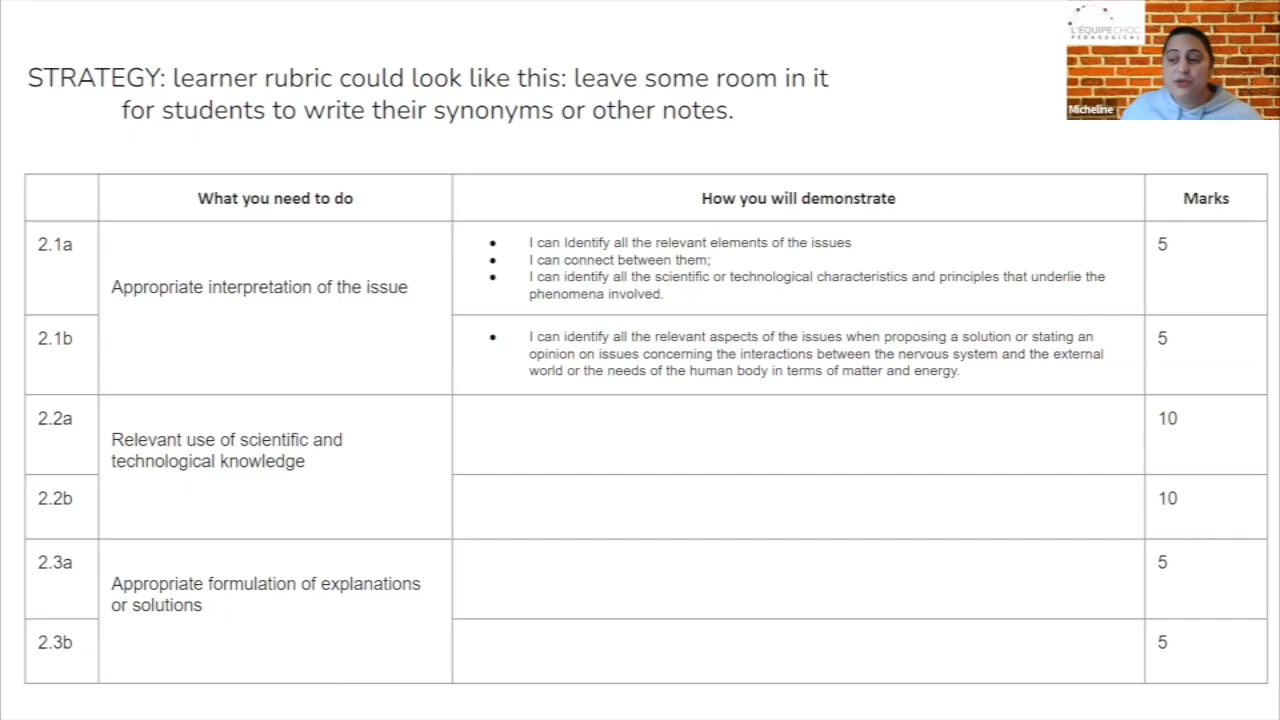 L'ÉQUIPE CHOC
PÉDAGOGICAL
Micheline
STRATEGY: learner rubric could look like this: leave some room in it
for students to write their synonyms or other notes.
What you need to do
How you will demonstrate
Marks
2.1a
Appropriate interpretation of the issue
I can Identify all the relevant elements of the issues
I can connect between them;
I can identify all the scientific or technological characteristics and principles that underlie the
phenomena involved.
5
2.1b
I can identify all the relevant aspects of the issues when proposing a solution or stating an
opinion on issues concerning the interactions between the nervous system and the external
world or the needs of the human body in terms of matter and energy.
5
2.2a
Relevant use of scientific and
technological knowledge
10
2.2b
10
2.3a
Appropriate formulation of explanations
or solutions
5
2.3b
5